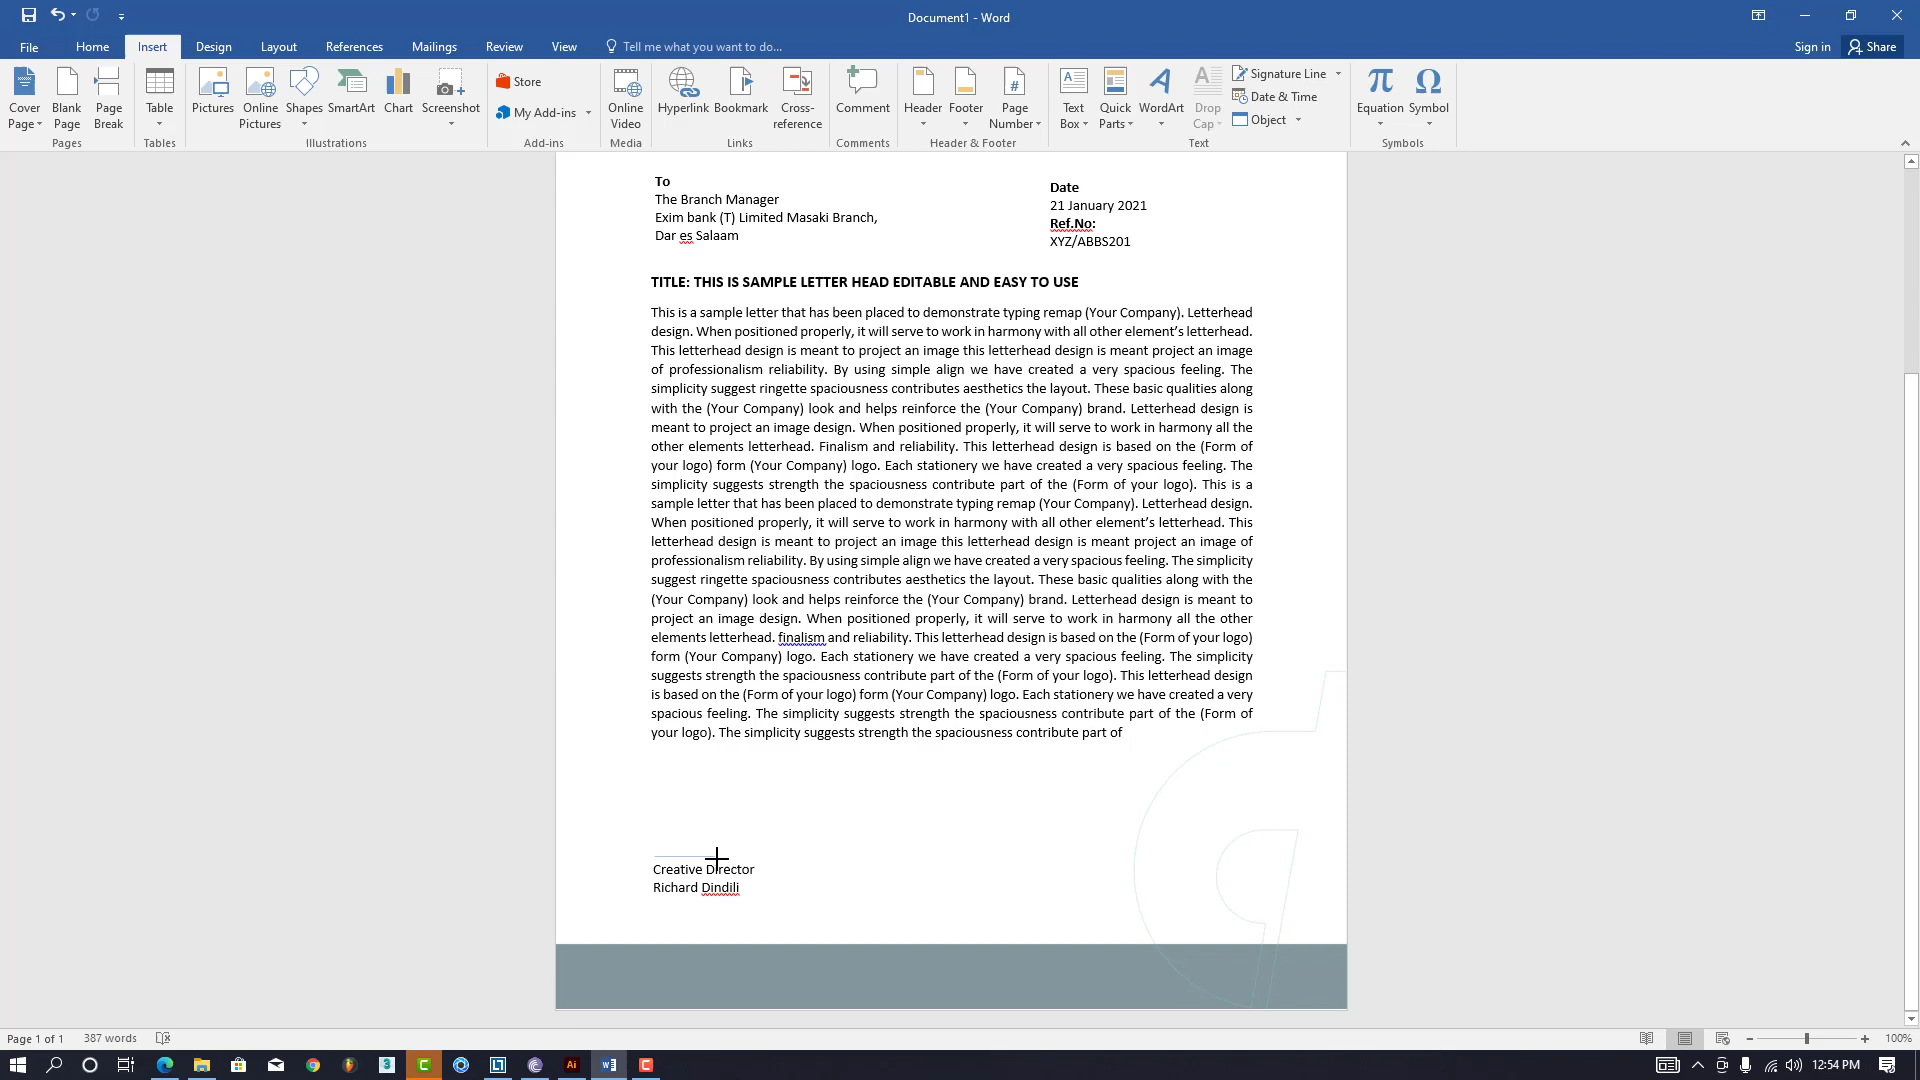 Document1 - Word
File Home Insert Design Layout References Mailings Review View Tell me what you want to do... Sign in Share
Cover Page Blank Page Page Break
Pages
Table
Tables
Pictures Online Pictures Shapes SmartArt Chart Screenshot
Illustrations
Store
My Add-ins
Add-ins
Online Video
Media
Hyperlink Bookmark Cross-reference
Links
Comment
Comments
Header Footer Page Number
Header & Footer
Text Box Quick Parts WordArt Drop Cap
Signature Line
Date & Time
Object
Text
Equation Symbol
Symbols
To
The Branch Manager
Exim bank (T) Limited Masaki Branch,
Dar es Salaam
Date
21 January 2021
Ref.No:
XYZ/ABBS201
TITLE: THIS IS SAMPLE LETTER HEAD EDITABLE AND EASY TO USE
This is a sample letter that has been placed to demonstrate typing remap (Your Company). Letterhead
design. When positioned properly, it will serve to work in harmony with all other element’s letterhead.
This letterhead design is meant to project an image this letterhead design is meant project an image
of professionalism reliability. By using simple align we have created a very spacious feeling. The
simplicity suggest ringette spaciousness contributes aesthetics the layout. These basic qualities along
with the (Your Company) look and helps reinforce the (Your Company) brand. Letterhead design is
meant to project an image design. When positioned properly, it will serve to work in harmony all the
other elements letterhead. Finalism and reliability. This letterhead design is based on the (Form of
your logo) form (Your Company) logo. Each stationery we have created a very spacious feeling. The
simplicity suggests strength the spaciousness contribute part of the (Form of your logo). This is a
sample letter that has been placed to demonstrate typing remap (Your Company). Letterhead design.
When positioned properly, it will serve to work in harmony with all other element’s letterhead. This
letterhead design is meant to project an image this letterhead design is meant project an image of
professionalism reliability. By using simple align we have created a very spacious feeling. The simplicity
suggest ringette spaciousness contributes aesthetics the layout. These basic qualities along with the
(Your Company) look and helps reinforce the (Your Company) brand. Letterhead design is meant to
project an image design. When positioned properly, it will serve to work in harmony all the other
elements letterhead. finalism and reliability. This letterhead design is based on the (Form of your logo)
form (Your Company) logo. Each stationery we have created a very spacious feeling. The simplicity
suggests strength the spaciousness contribute part of the (Form of your logo). This letterhead design
is based on the (Form of your logo) form (Your Company) logo. Each stationery we have created a very
spacious feeling. The simplicity suggests strength the spaciousness contribute part of the (Form of
your logo). The simplicity suggests strength the spaciousness contribute part of
Creative Director
Richard Dindili
Page 1 of 1 387 words 100%
12:54 PM